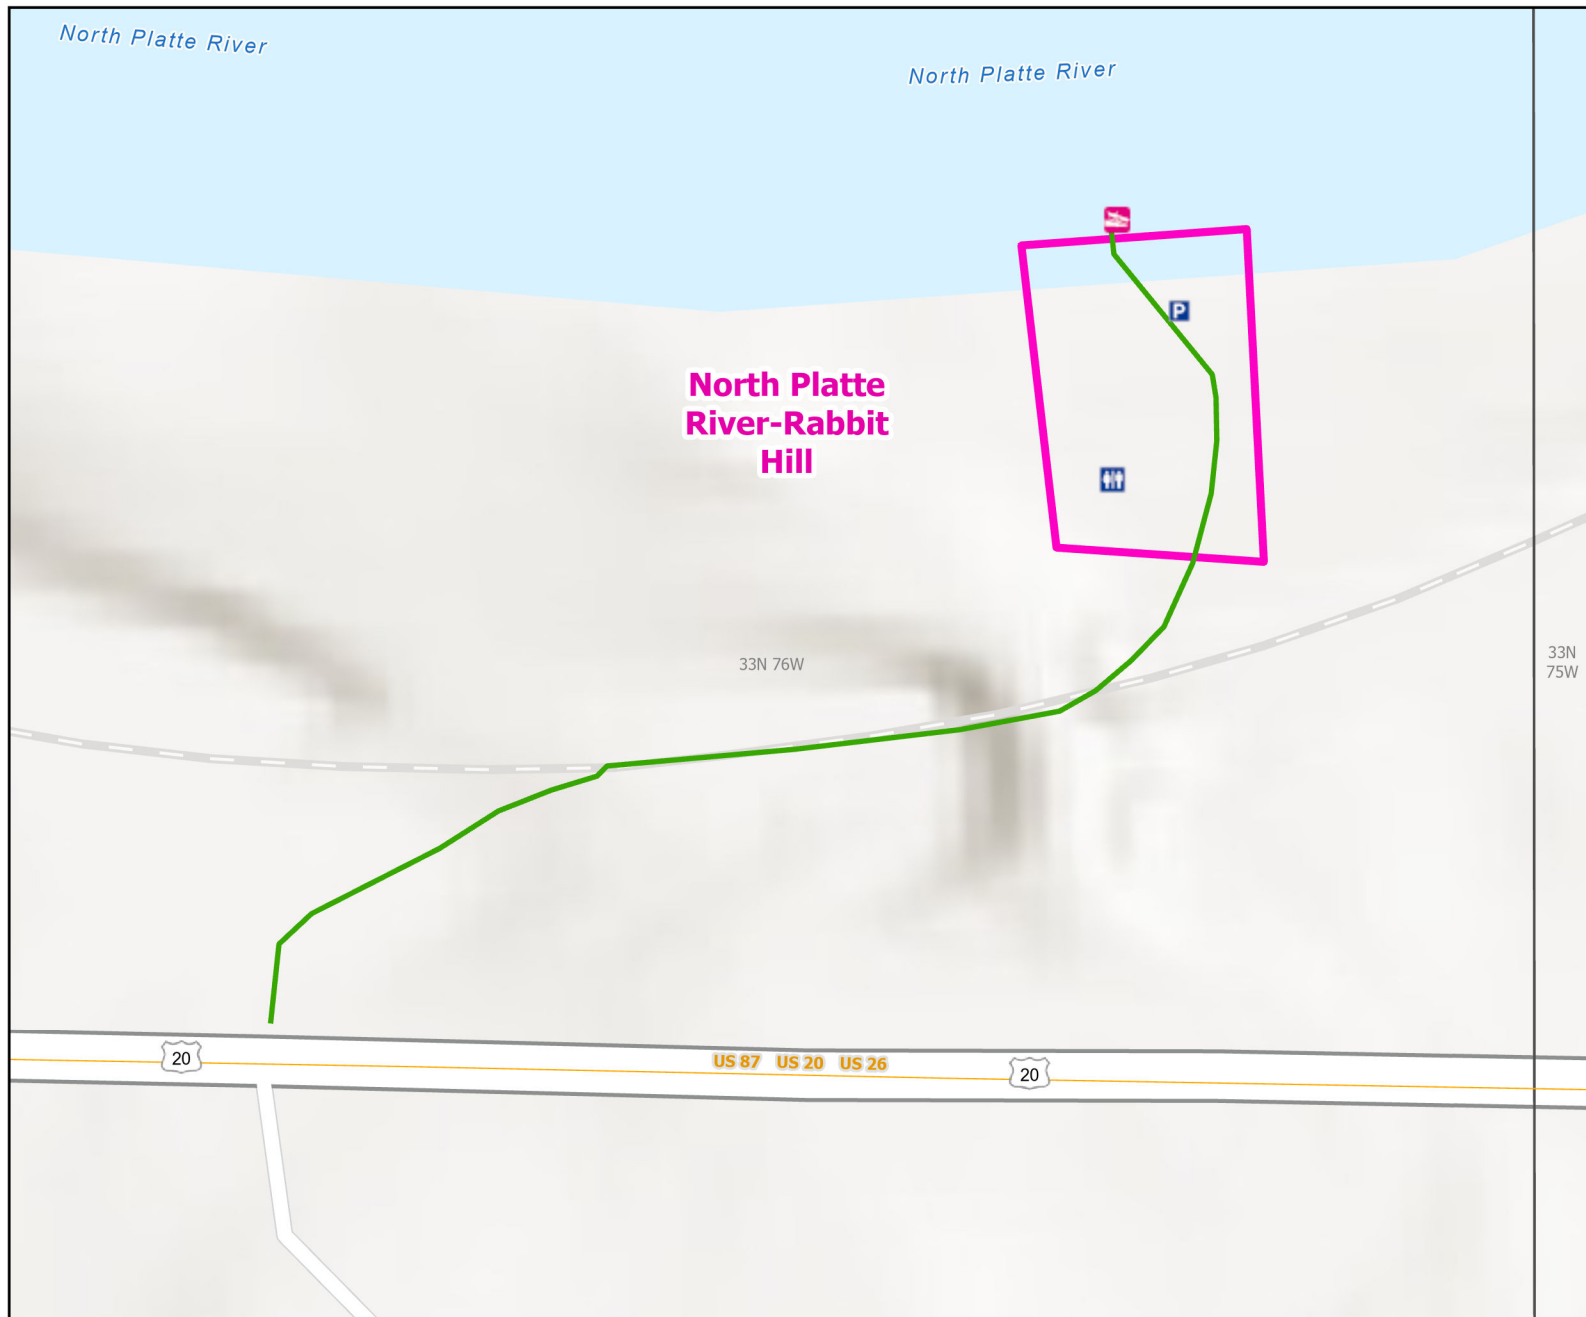 North Platte River
North Platte River
P
North Platte
River-Rabbit
Hill
33N 76W
33N
75W
20
US 87 US 20 US 26
20